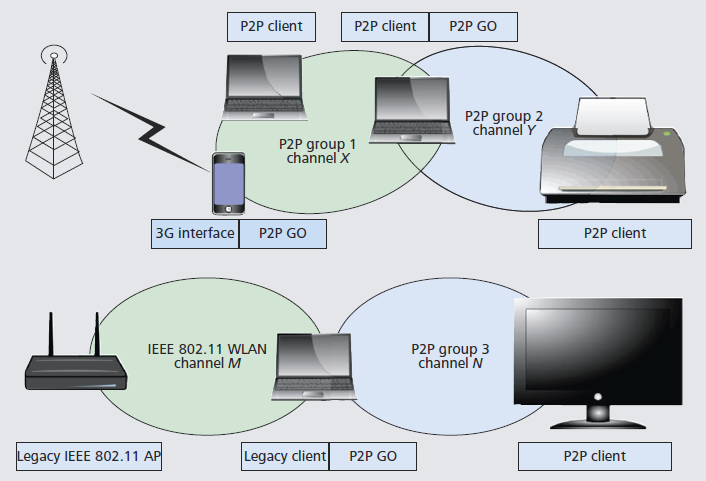 P2P client
P2P client
P2P GO
P2P group 1
channel X
P2P group 2
channel Y
3G interface
P2P GO
P2P client
IEEE 802.11 WLAN
channel M
P2P group 3
channel N
Legacy IEEE 802.11 AP
Legacy client
P2P GO
P2P client